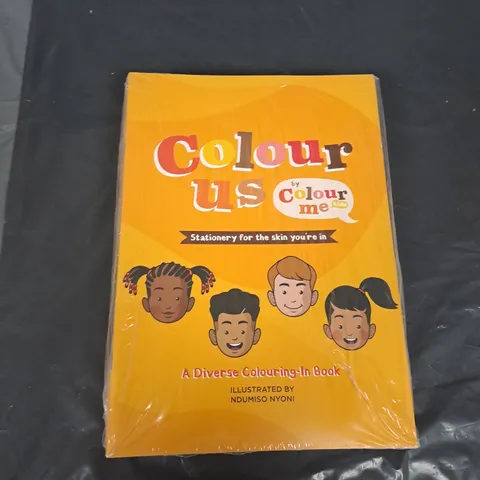 Colour
us
by
Colour
me
Stationery for the skin you're in
A Diverse Colouring-In Book
ILLUSTRATED BY
NDUMISO NYONI